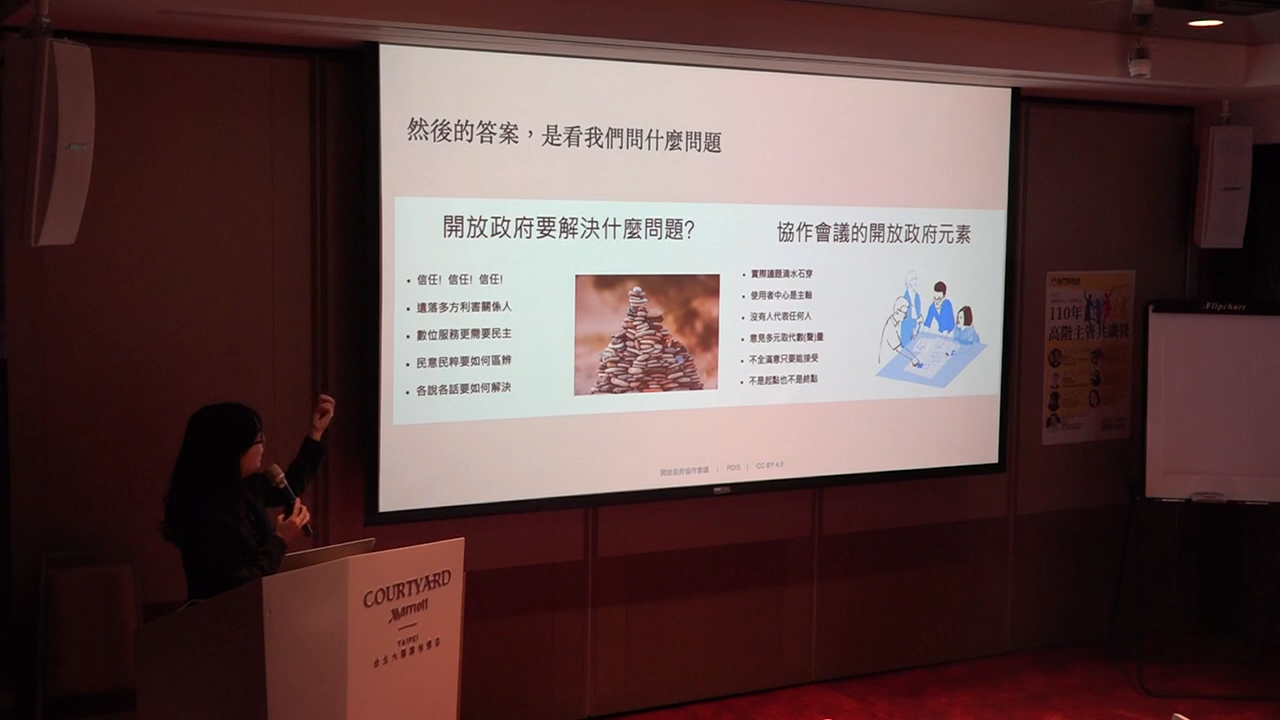 然後的答案，是看我們問什麼問題
開放政府要解決什麼問題?
• 信任! 信任! 信任!
• 遺落多方利害關係人
• 數位服務更需要民主
• 民意民粹要如何區辨
• 各說各話要如何解決
協作會議的開放政府元素
• 實際議題滴水石穿
• 使用者中心是主軸
• 沒有人代表任何人
• 意見多元取代數(聲)量
• 不全滿意只要能接受
• 不是起點也不是終點
開放政府協作會議 | PDIS | CC BY 4.0
COURTYARD
Marriott
TAIPEI
110年
高階主管共識營
Flipchart